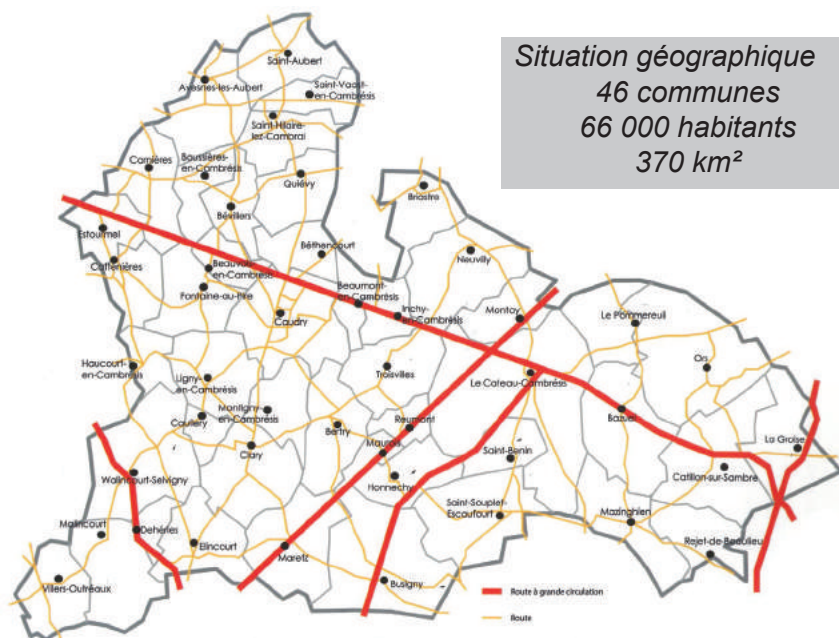 Situation géographique
46 communes
66 000 habitants
370 km²
Saint-Aubert
Avesnes-les-Aubert
Saint-Vaast-
en-Cambrésis
Saint-Hilaire-
lez-Cambrai
Carnières
Boussières-
en-Cambrésis
Quiévy
Briastre
Bévillers
Estourmel
Béthencourt
Neuvilly
Cattenières
Beauvois-
en-Cambrésis
Fontaine-au-Pire
Beaumont-
en-Cambrésis
Inchy-
en-Cambrésis
Montay
Le Pommereuil
Caudry
Haucourt-
en-Cambrésis
Troisvilles
Le Cateau-Cambrésis
Ors
Ligny-
en-Cambrésis
Caullery
Montigny-
en-Cambrésis
Bertry
Reumont
Bazuel
Clary
Maurois
Saint-Benin
La Groise
Walincourt-Selvigny
Honnechy
Catillon-sur-Sambre
Saint-Souplet-
Escaufourt
Mazinghien
Malincourt
Dehéries
Elincourt
Maretz
Rejet-de-Beaulieu
Villers-Outréaux
Busigny
Route à grande circulation
Route